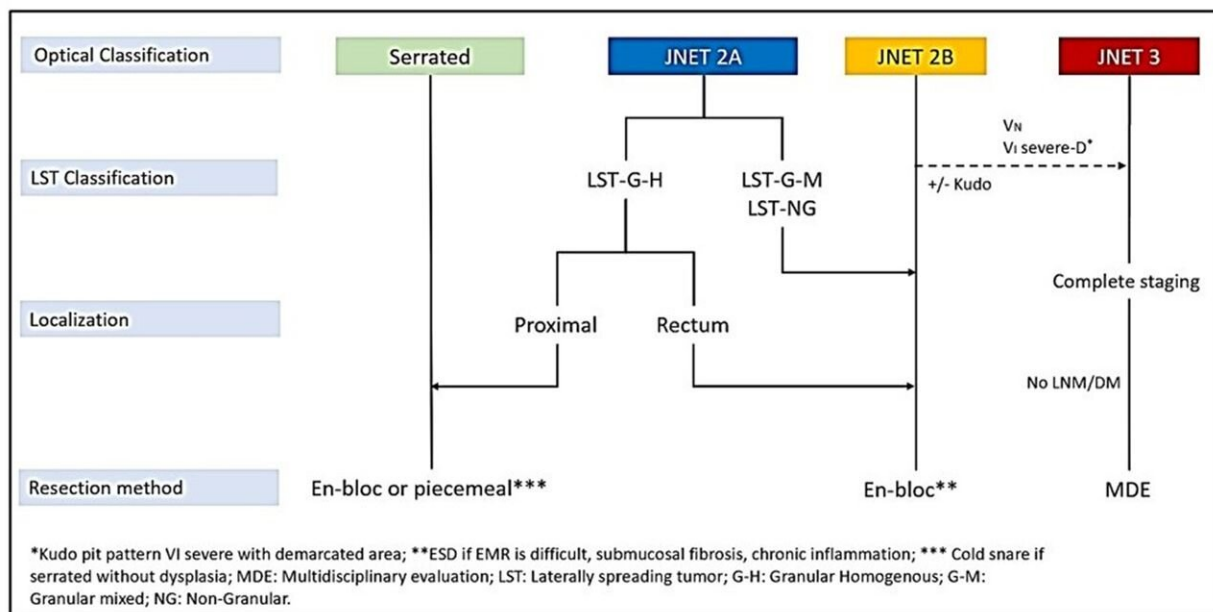 Optical Classification
Serrated
JNET 2A
JNET 2B
JNET 3
VN
VI severe-D*
LST Classification
LST-G-H
LST-G-M
LST-NG
+/- Kudo
Complete staging
Localization
Proximal
Rectum
No LNM/DM
Resection method
En-bloc or piecemeal***
En-bloc**
MDE
*Kudo pit pattern VI severe with demarcated area; **ESD if EMR is difficult, submucosal fibrosis, chronic inflammation; *** Cold snare if
serrated without dysplasia; MDE: Multidisciplinary evaluation; LST: Laterally spreading tumor; G-H: Granular Homogenous; G-M:
Granular mixed; NG: Non-Granular.